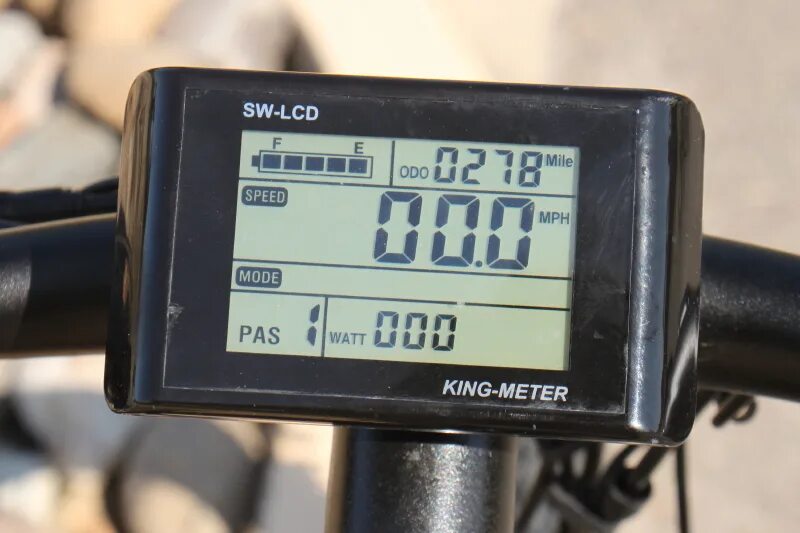 SW-LCD
F E
ODO 0278 Mile
SPEED
00.0 MPH
MODE
PAS 1 WATT 000
KING-METER